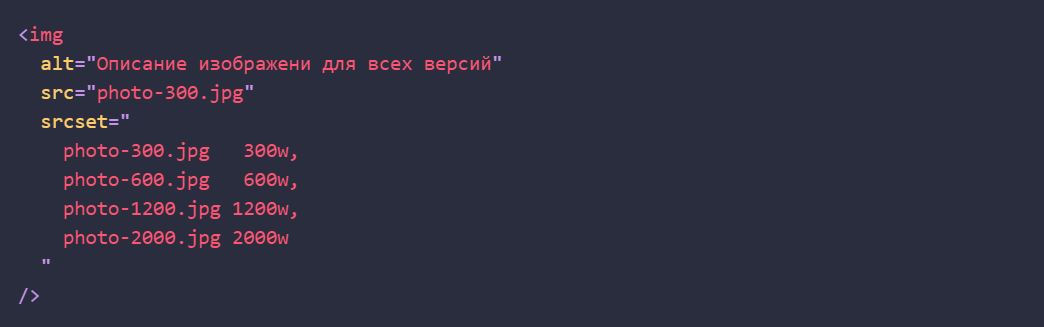 <img
alt="Описание изображени для всех версий"
src="photo-300.jpg"
srcset="
photo-300.jpg 300w,
photo-600.jpg 600w,
photo-1200.jpg 1200w,
photo-2000.jpg 2000w
"
/>